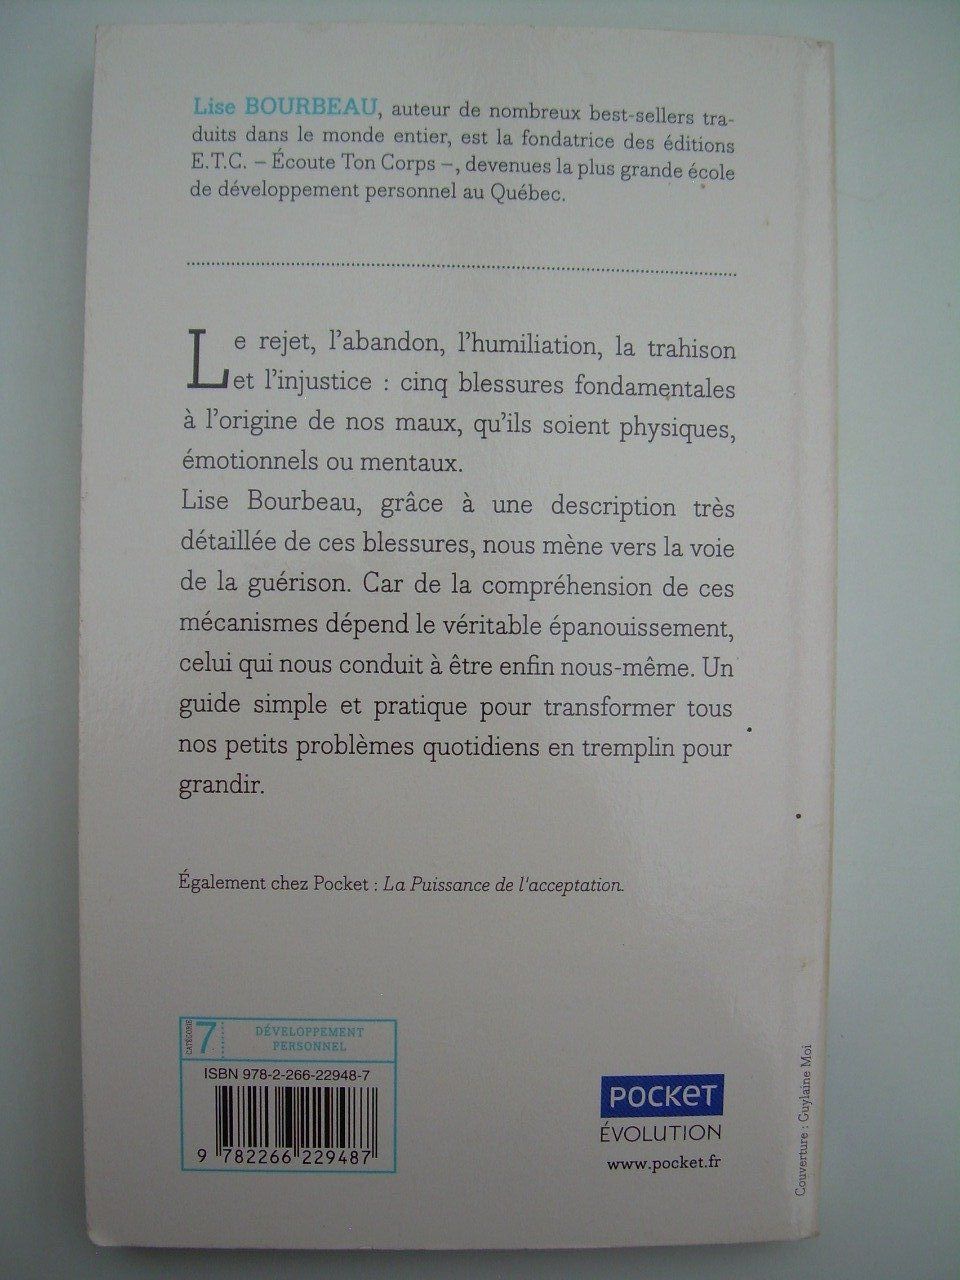 Lise BOURBEAU, auteur de nombreux best-sellers tra-
duits dans le monde entier, est la fondatrice des éditions
E.T.C. – Écoute Ton Corps –, devenues la plus grande école
de développement personnel au Québec.
Le rejet, l'abandon, l'humiliation, la trahison
et l'injustice : cinq blessures fondamentales
à l'origine de nos maux, qu'ils soient physiques,
émotionnels ou mentaux.
Lise Bourbeau, grâce à une description très
détaillée de ces blessures, nous mène vers la voie
de la guérison. Car de la compréhension de ces
mécanismes dépend le véritable épanouissement,
celui qui nous conduit à être enfin nous-même. Un
guide simple et pratique pour transformer tous
nos petits problèmes quotidiens en tremplin pour
grandir.
Également chez Pocket : La Puissance de l'acceptation.
CATÉGORIE
7
DÉVELOPPEMENT
PERSONNEL
ISBN 978-2-266-22948-7
9 782266 229487
POCKET
ÉVOLUTION
www.pocket.fr
Couverture : Guylaine Moi